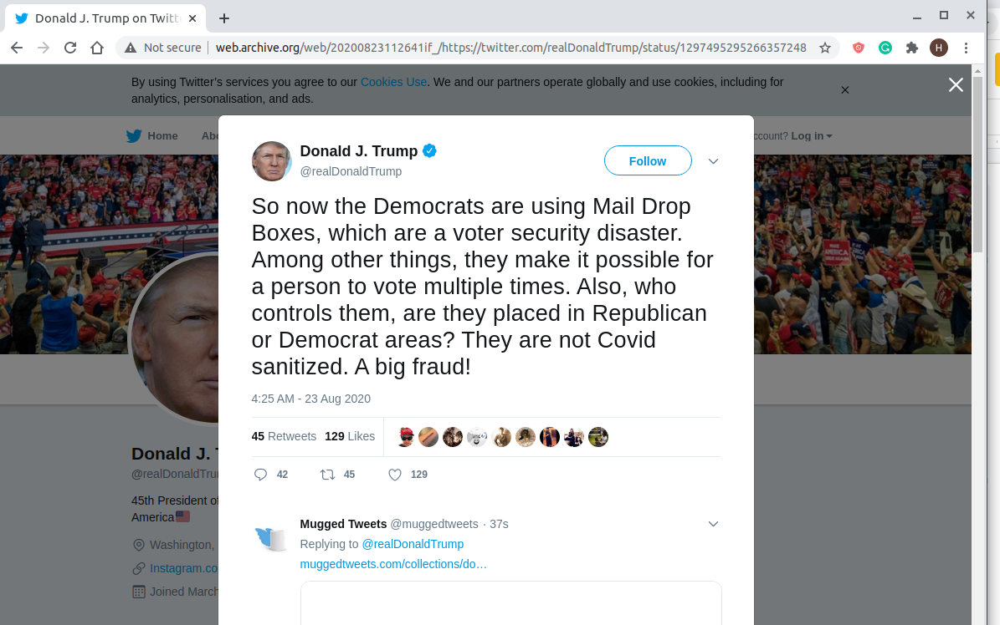 Donald J. Trump on Twitt
Not secure
web.archive.org/web/20200823112641if_/https://twitter.com/realDonaldTrump/status/1297495295266357248
H
By using Twitter's services you agree to our Cookies Use. We and our partners operate globally and use cookies, including for
analytics, personalisation, and ads.
Home
Log in
Donald J. Trump
@realDonaldTrump
Follow
So now the Democrats are using Mail Drop
Boxes, which are a voter security disaster.
Among other things, they make it possible for
a person to vote multiple times. Also, who
controls them, are they placed in Republican
or Democrat areas? They are not Covid
sanitized. A big fraud!
4:25 AM - 23 Aug 2020
45 Retweets 129 Likes
42 45 129
Donald J.
@realDonaldTru
45th President of
America
Washington,
Instagram.co
Joined March
Mugged Tweets @muggedtweets · 37s
Replying to @realDonaldTrump
muggedtweets.com/collections/do…